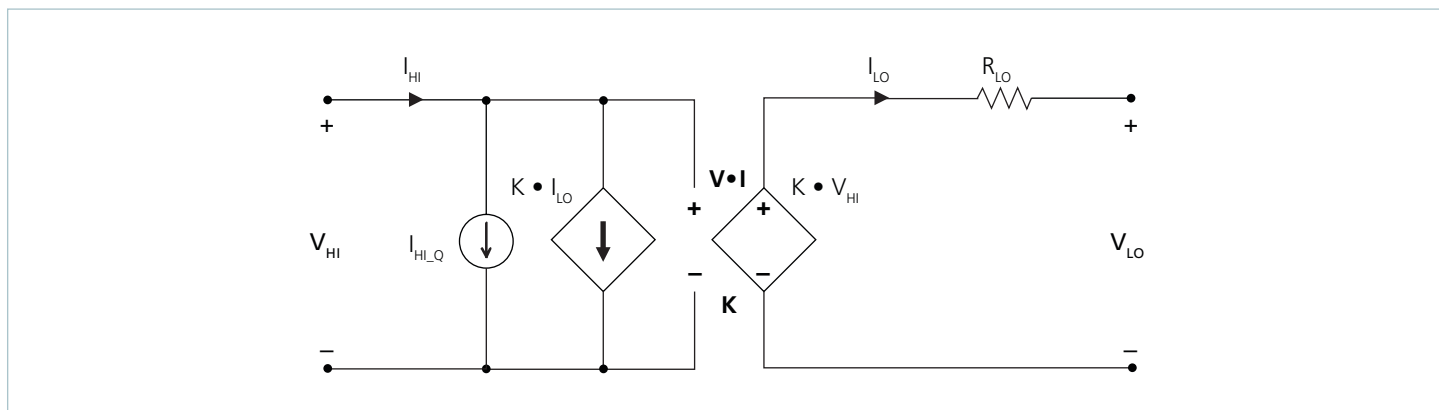 I_HI
I_LO
R_LO
+
+
V•I
K • I_LO
K • V_HI
+
+
V_HI
I_HI_Q
V_LO
–
–
K
–
–